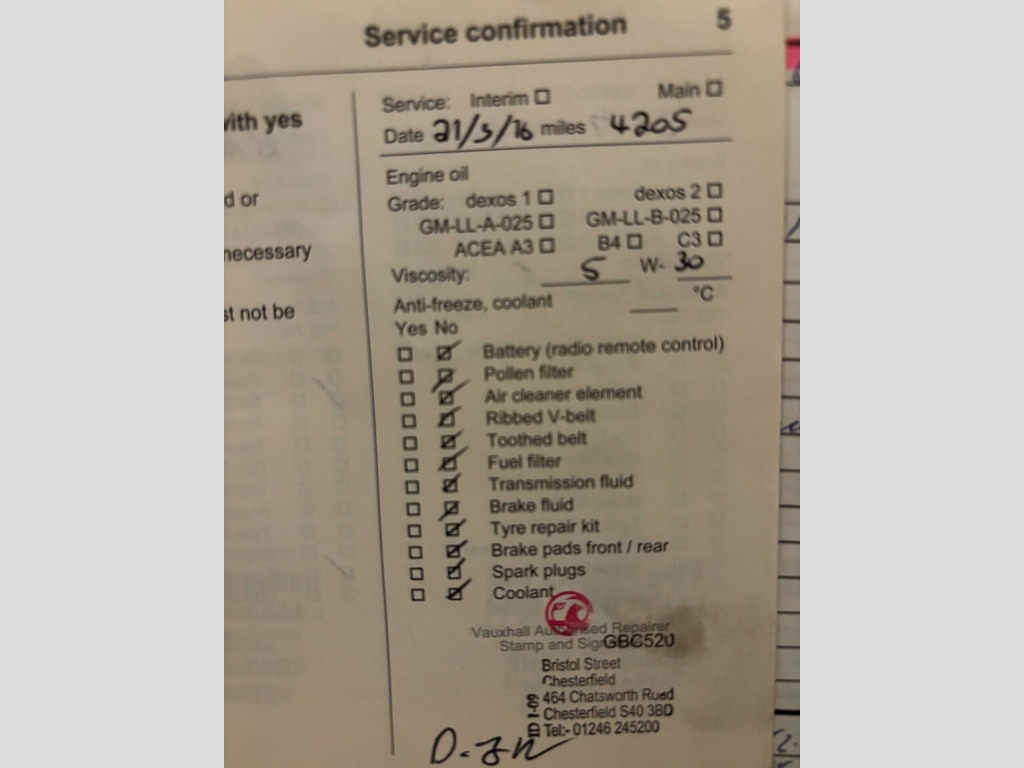 Service confirmation 5
with yes
d or
necessary
st not be
Service: Interim ☐ Main ☐
Date 21/3/16 miles 4205
Engine oil
Grade: dexos 1 ☐ dexos 2 ☐
GM-LL-A-025 ☐ GM-LL-B-025 ☐
ACEA A3 ☐ B4 ☐ C3 ☐
Viscosity: 5 W- 30
Anti-freeze, coolant °C
Yes No
Battery (radio remote control)
Pollen filter
Air cleaner element
Ribbed V-belt
Toothed belt
Fuel filter
Transmission fluid
Brake fluid
Tyre repair kit
Brake pads front / rear
Spark plugs
Coolant
Vauxhall Authorised Repairer
Stamp and Sig GBC520
Bristol Street
Chesterfield
464 Chatsworth Road
Chesterfield S40 3BD
Tel:- 01246 245200